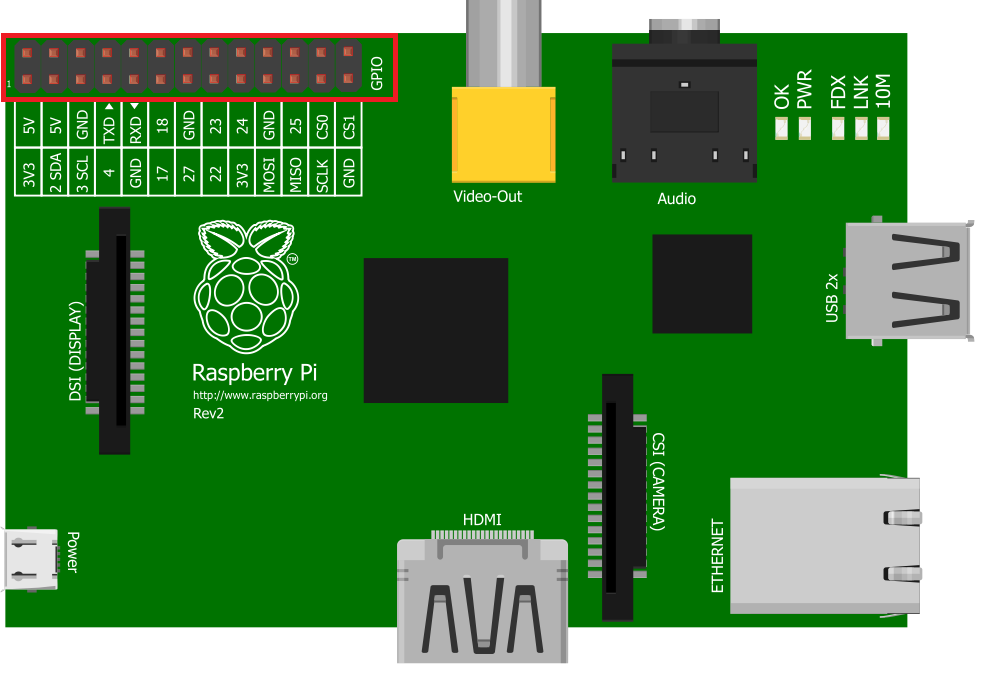 GPIO
1
5V 5V GND TXD RXD 18 GND 23 24 GND 25 CS0 CS1
3V3 2 SDA 3 SCL 4 GND 17 27 22 3V3 MOSI MISO SCLK GND
OK PWR FDX LNK 10M
Video-Out
Audio
TM
DSI (DISPLAY)
Raspberry Pi
http://www.raspberrypi.org
Rev2
USB 2x
CSI (CAMERA)
HDMI
Power
ETHERNET